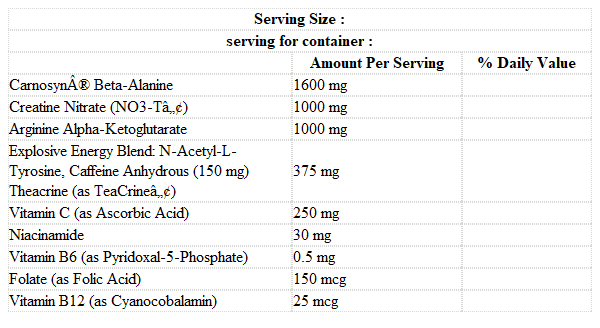 Serving Size :
serving for container :
Amount Per Serving % Daily Value
CarnosynÂ® Beta-Alanine 1600 mg
Creatine Nitrate (NO3-Tâ„¢) 1000 mg
Arginine Alpha-Ketoglutarate 1000 mg
Explosive Energy Blend: N-Acetyl-L-
Tyrosine, Caffeine Anhydrous (150 mg) 375 mg
Theacrine (as TeaCrineâ„¢)
Vitamin C (as Ascorbic Acid) 250 mg
Niacinamide 30 mg
Vitamin B6 (as Pyridoxal-5-Phosphate) 0.5 mg
Folate (as Folic Acid) 150 mcg
Vitamin B12 (as Cyanocobalamin) 25 mcg